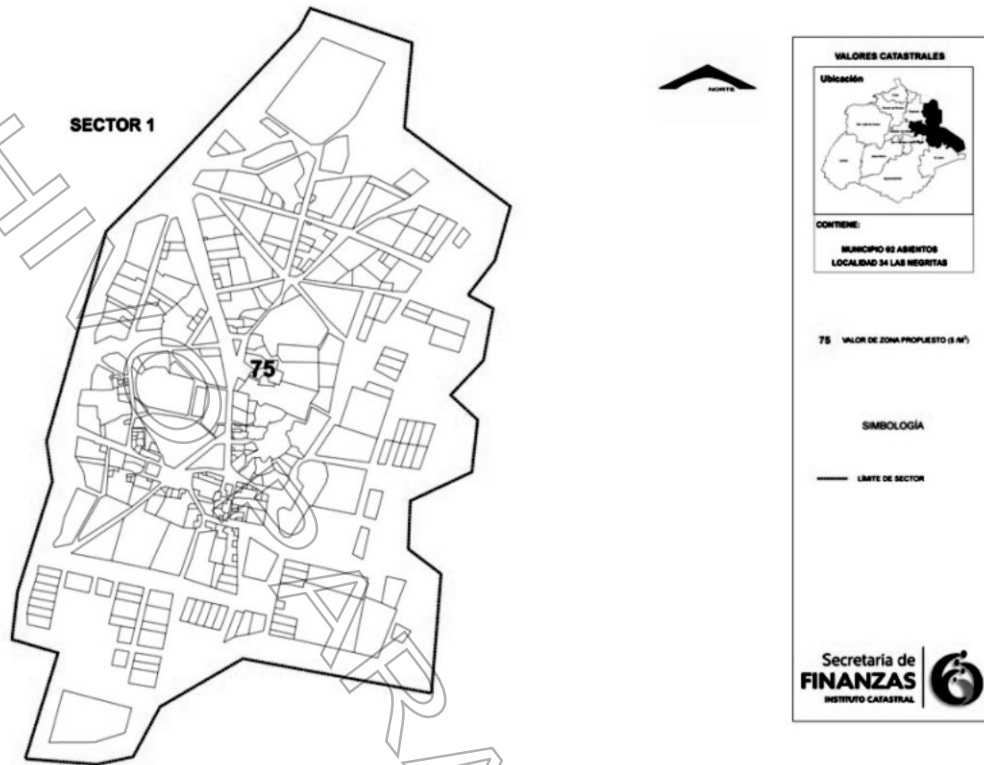 SECTOR 1
75
NORTE
VALORES CATASTRALES
Ubicación
CONTIENE:
MUNICIPIO 02 ASIENTOS
LOCALIDAD 34 LAS NEGRITAS
75 VALOR DE ZONA PROPUESTO ($ /M²)
SIMBOLOGÍA
LÍMITE DE SECTOR
Secretaría de
FINANZAS
INSTITUTO CATASTRAL